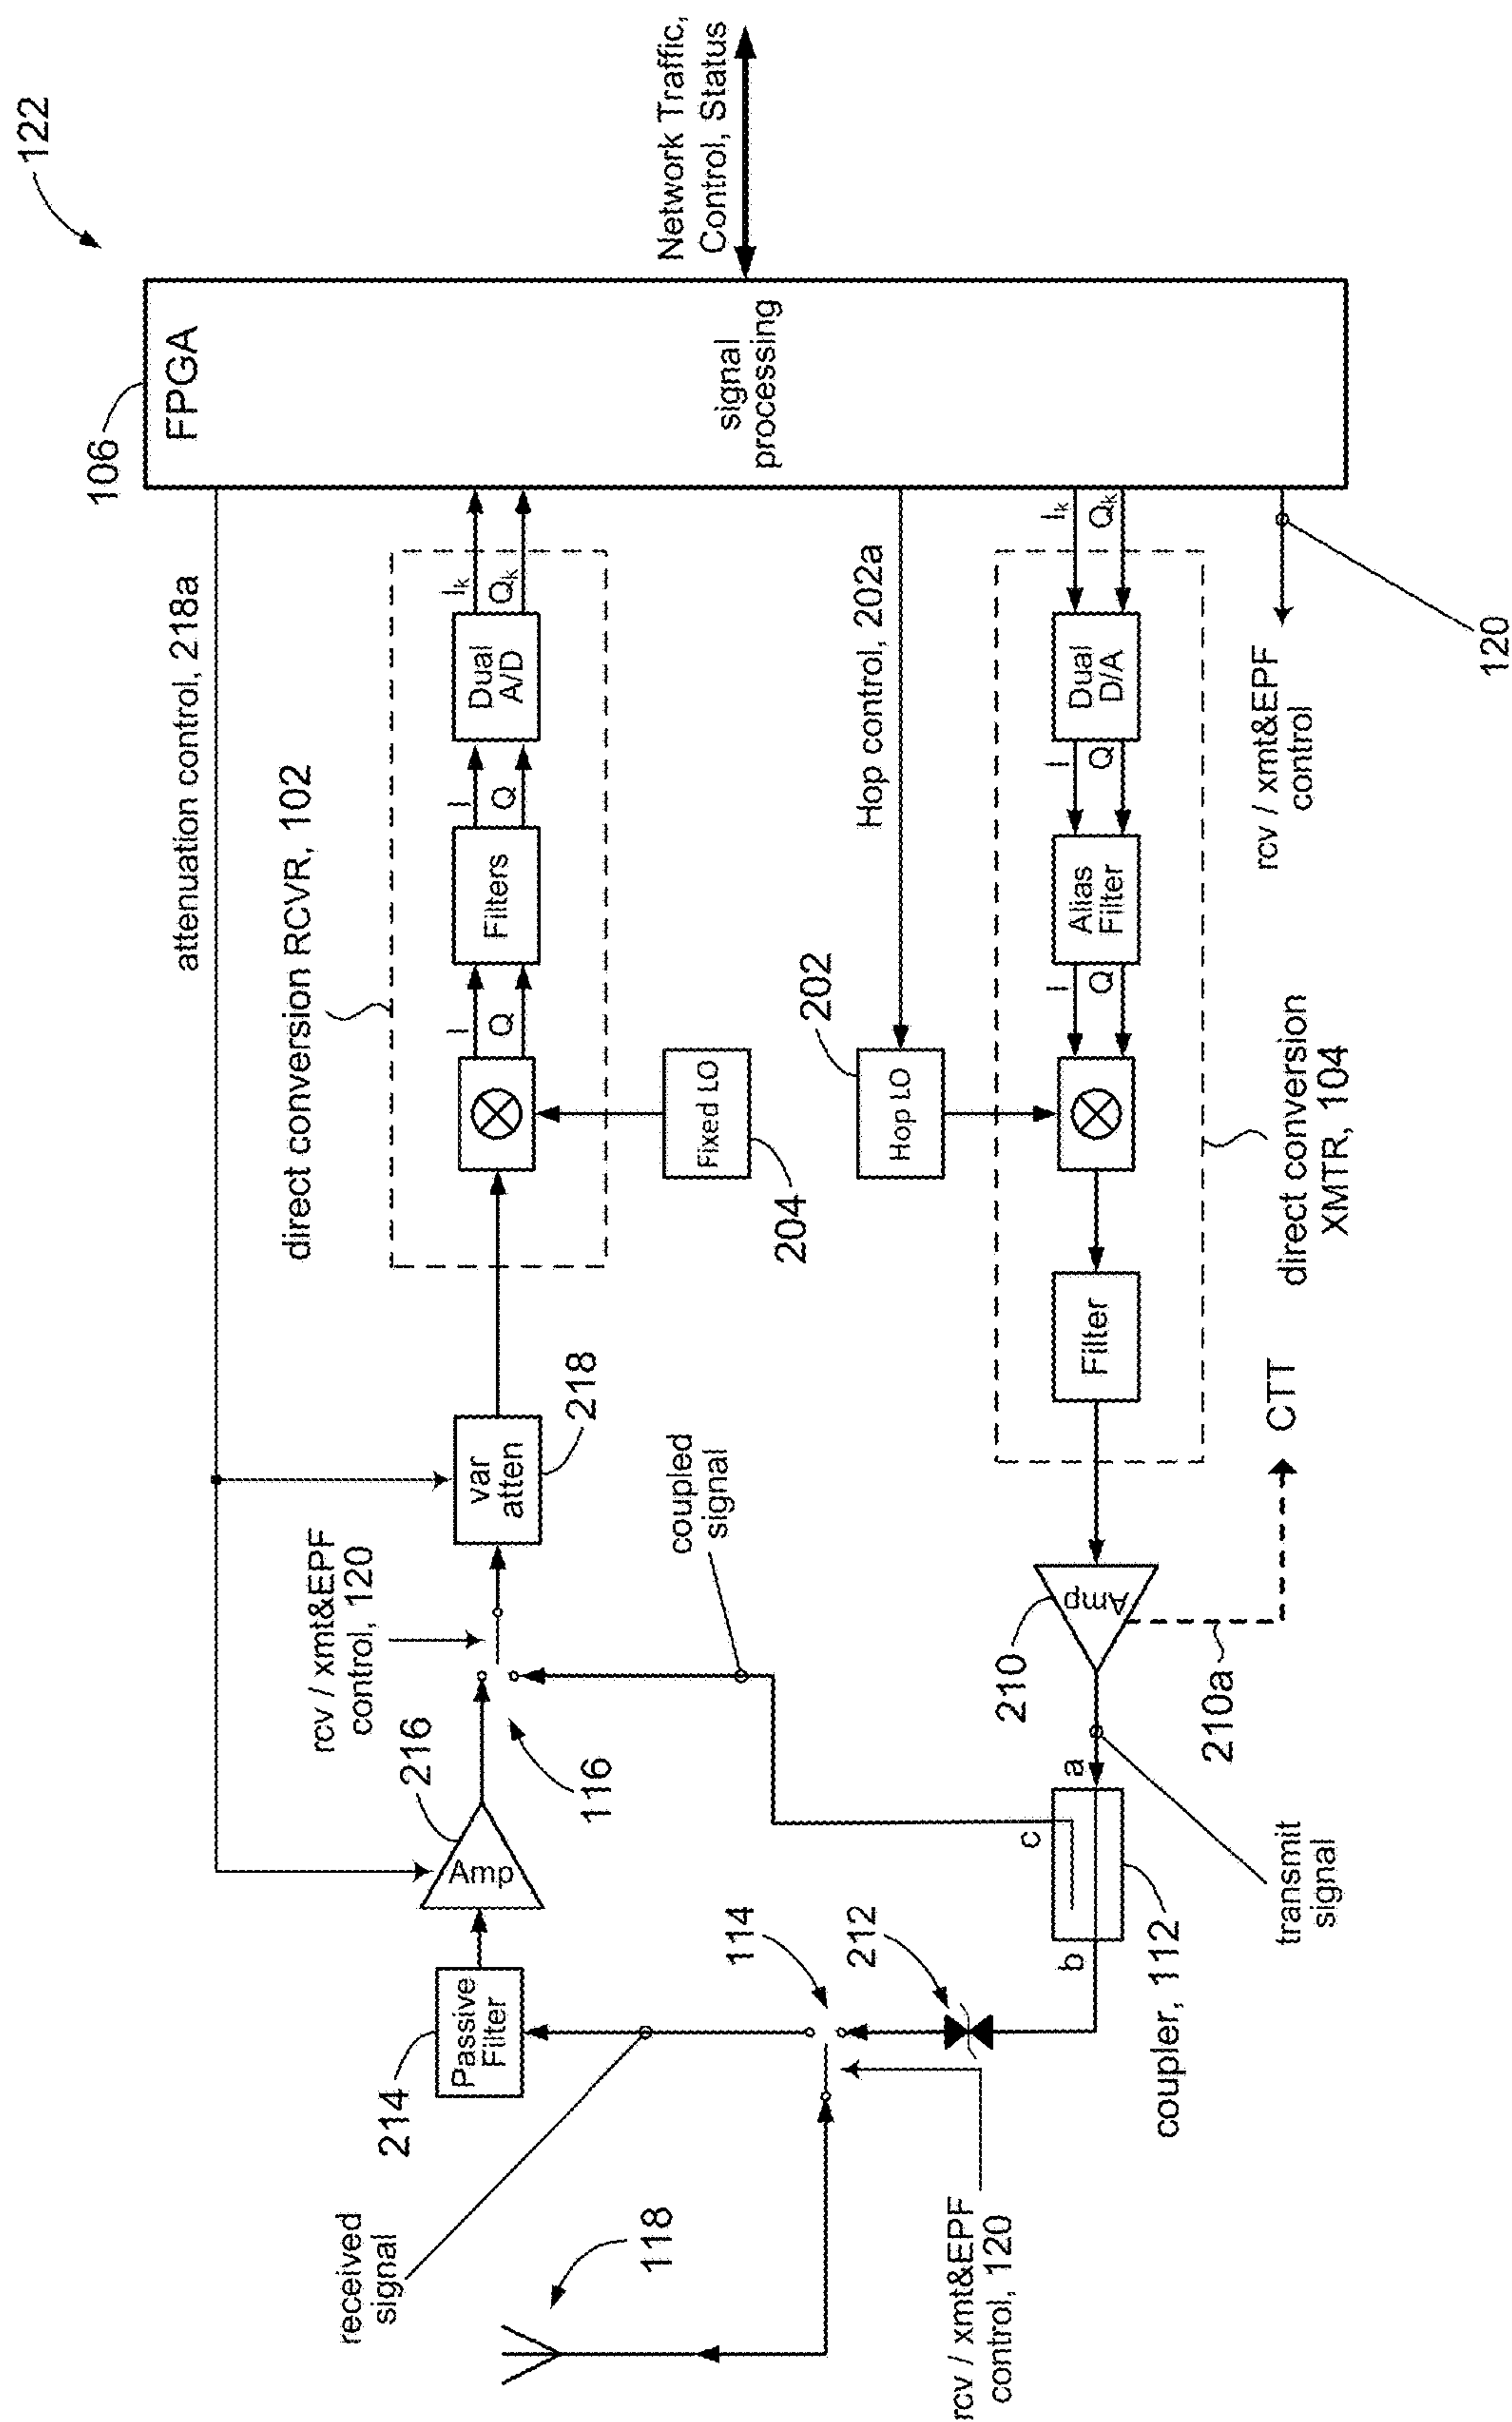 122
106
FPGA
signal
processing
Network Traffic,
Control, Status
attenuation control, 218a
direct conversion RCVR, 102
received
signal
214
Passive
Filter
216
Amp
rcv / xmt&EPF
control, 120
116
var
atten
218
I
Q
Filters
I
Q
Dual
A/D
Ik
Qk
118
114
212
coupled
signal
Fixed LO
204
202
Hop LO
Hop control, 202a
rcv / xmt&EPF
control, 120
b
c
a
coupler, 112
transmit
signal
210
Amp
210a
CTT
Filter
I
Q
Alias
Filter
I
Q
Dual
D/A
Ik
Qk
direct conversion
XMTR, 104
rcv / xmt&EPF
control
120